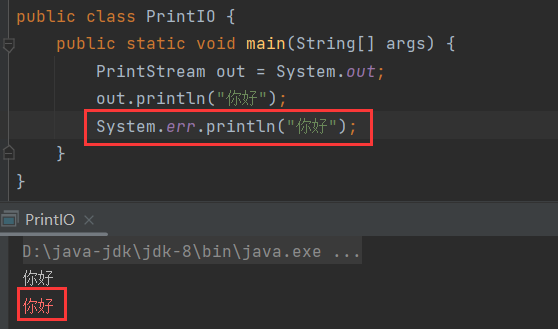 public class PrintIO {
public static void main(String[] args) {
PrintStream out = System.out;
out.println("你好");
System.err.println("你好");
}
}
PrintIO ×
D:\java-jdk\jdk-8\bin\java.exe ...
你好
你好